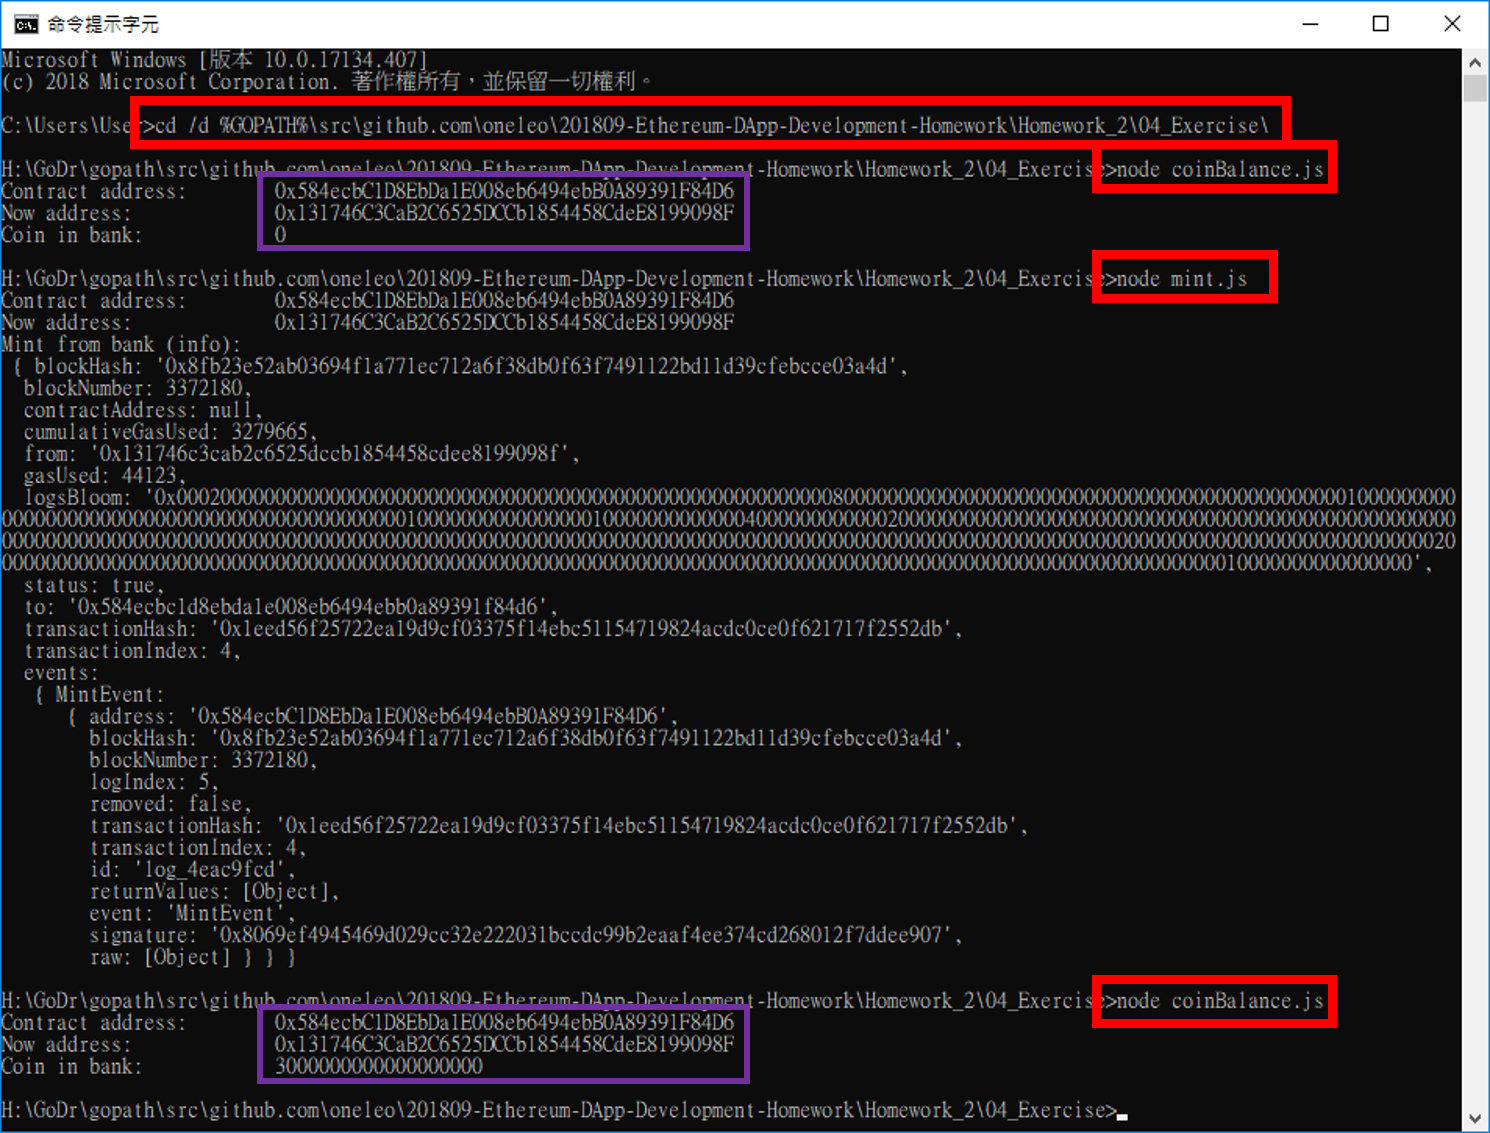 命令提示字元
Microsoft Windows [版本 10.0.17134.407]
(c) 2018 Microsoft Corporation. 著作權所有，並保留一切權利。
C:\Users\User>cd /d %GOPATH%\src\github.com\oneleo\201809-Ethereum-DApp-Development-Homework\Homework_2\04_Exercise\
H:\GoDr\gopath\src\github.com\oneleo\201809-Ethereum-DApp-Development-Homework\Homework_2\04_Exercise>node coinBalance.js
Contract address: 0x584ecbC1D8EbDa1E008eb6494ebB0A89391F84D6
Now address: 0x131746C3CaB2C6525DCCb1854458CdeE8199098F
Coin in bank: 0
H:\GoDr\gopath\src\github.com\oneleo\201809-Ethereum-DApp-Development-Homework\Homework_2\04_Exercise>node mint.js
Contract address: 0x584ecbC1D8EbDa1E008eb6494ebB0A89391F84D6
Now address: 0x131746C3CaB2C6525DCCb1854458CdeE8199098F
Mint from bank (info):
{ blockHash: '0x8fb23e52ab03694f1a771ec712a6f38db0f63f7491122bd11d39cfebcce03a4d',
blockNumber: 3372180,
contractAddress: null,
cumulativeGasUsed: 3279665,
from: '0x131746c3cab2c6525dccb1854458cdee8199098f',
gasUsed: 44123,
logsBloom: '0x000200000000000000000000000000000000000000000000000000000000800000000000000000000000000000000000000000000001000000000
0000000000000000000000000000000000000100000000000000001000000000000040000000000002000000000000000000000000000000000000000000000000000
0000000000000000000000000000000000000000000000000000000000000000000000000000000000000000000000000000000000000000000000000000000000020
000000000000000000000000000000000000000000000000000000000000000000000000000000000000000000000000000000000000000010000000000000000',
status: true,
to: '0x584ecbc1d8ebda1e008eb6494ebb0a89391f84d6',
transactionHash: '0x1eed56f25722ea19d9cf03375f14ebc51154719824acdc0ce0f621717f2552db',
transactionIndex: 4,
events:
{ MintEvent:
{ address: '0x584ecbC1D8EbDa1E008eb6494ebB0A89391F84D6',
blockHash: '0x8fb23e52ab03694f1a771ec712a6f38db0f63f7491122bd11d39cfebcce03a4d',
blockNumber: 3372180,
logIndex: 5,
removed: false,
transactionHash: '0x1eed56f25722ea19d9cf03375f14ebc51154719824acdc0ce0f621717f2552db',
transactionIndex: 4,
id: 'log_4eac9fcd',
returnValues: [Object],
event: 'MintEvent',
signature: '0x8069ef4945469d029cc32e222031bccdc99b2eaaf4ee374cd268012f7ddee907',
raw: [Object] } } }
H:\GoDr\gopath\src\github.com\oneleo\201809-Ethereum-DApp-Development-Homework\Homework_2\04_Exercise>node coinBalance.js
Contract address: 0x584ecbC1D8EbDa1E008eb6494ebB0A89391F84D6
Now address: 0x131746C3CaB2C6525DCCb1854458CdeE8199098F
Coin in bank: 3000000000000000000
H:\GoDr\gopath\src\github.com\oneleo\201809-Ethereum-DApp-Development-Homework\Homework_2\04_Exercise>